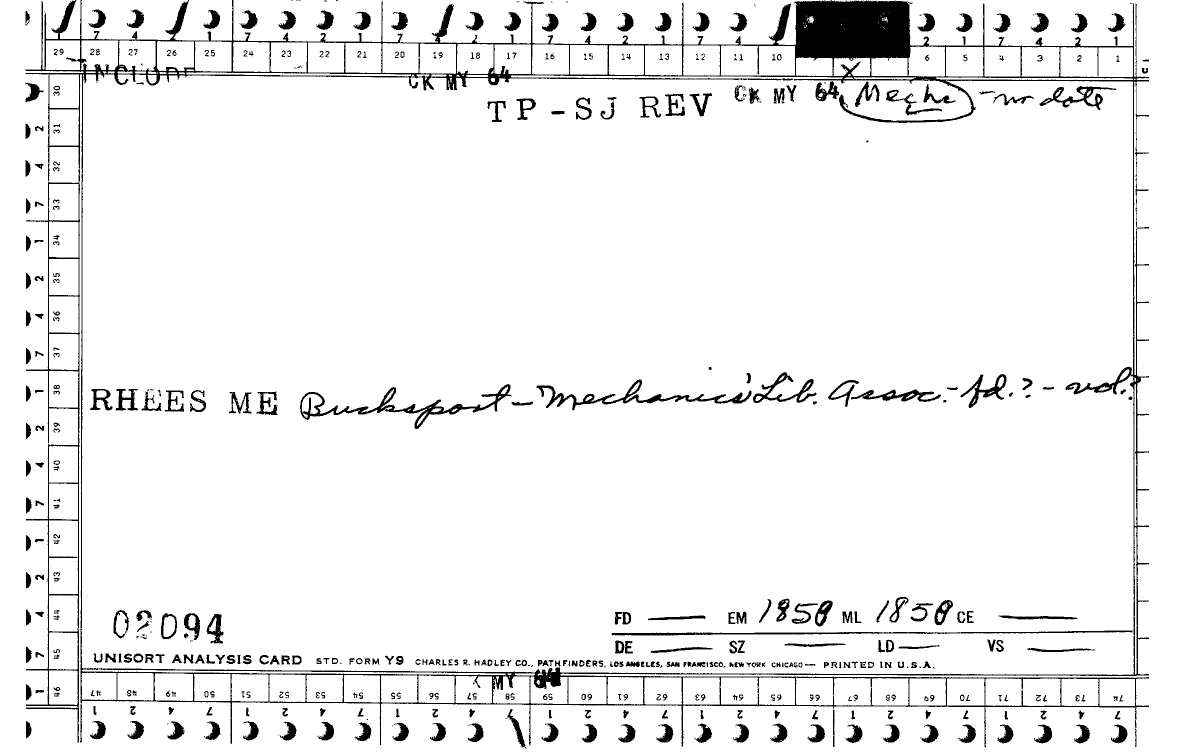 7 4 2 1 7 4 2 1 7 4 2 1 7 4 2 1 7 4 2 1 2 1 7 4 2 1
29 28 27 26 25 24 23 22 21 20 19 18 17 16 15 14 13 12 11 10 6 5 4 3 2 1
INCLUDE CK MY 64 X
TP-SJ REV CK MY 64 Mechs - no date
1 30
2 31
4 32
7 33
1 34
2 35
4 36
7 37
RHEES ME Bucksport - Mechanics' Lib. Assoc. - fd.? - vol.?
1 38
2 39
4 40
7 41
1 42
2 43
4 44
7 45
1 46
02094
FD EM 1858 ML 1858 CE
DE SZ LD VS
UNISORT ANALYSIS CARD STD. FORM Y9 CHARLES R. HADLEY CO., PATHFINDERS, LOS ANGELES, SAN FRANCISCO, NEW YORK CHICAGO — PRINTED IN U.S.A.
MY 64
47 48 49 50 51 52 53 54 55 56 57 58 59 60 61 62 63 64 65 66 67 68 69 70 71 72 73 74
1 2 4 7 1 2 4 7 1 2 4 7 1 2 4 7 1 2 4 7 1 2 4 7 1 2 4 7